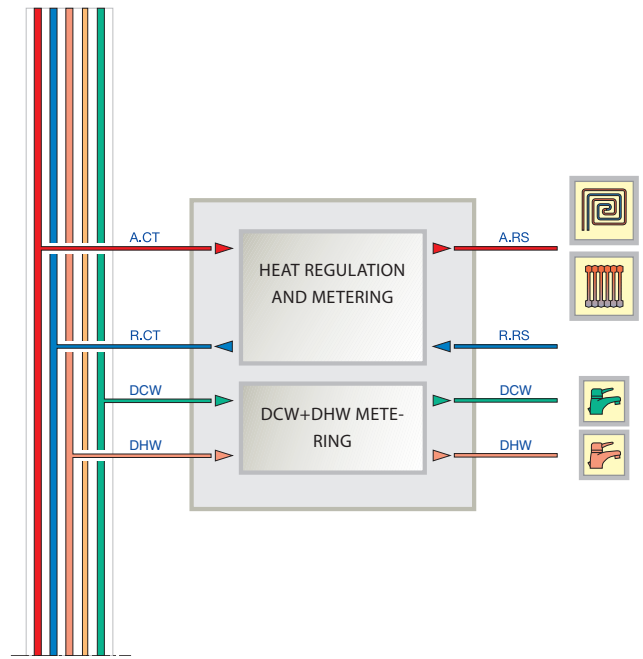 A.CT
A.RS
HEAT REGULATION
AND METERING
R.CT
R.RS
DCW
DCW
DCW+DHW METE-
RING
DHW
DHW